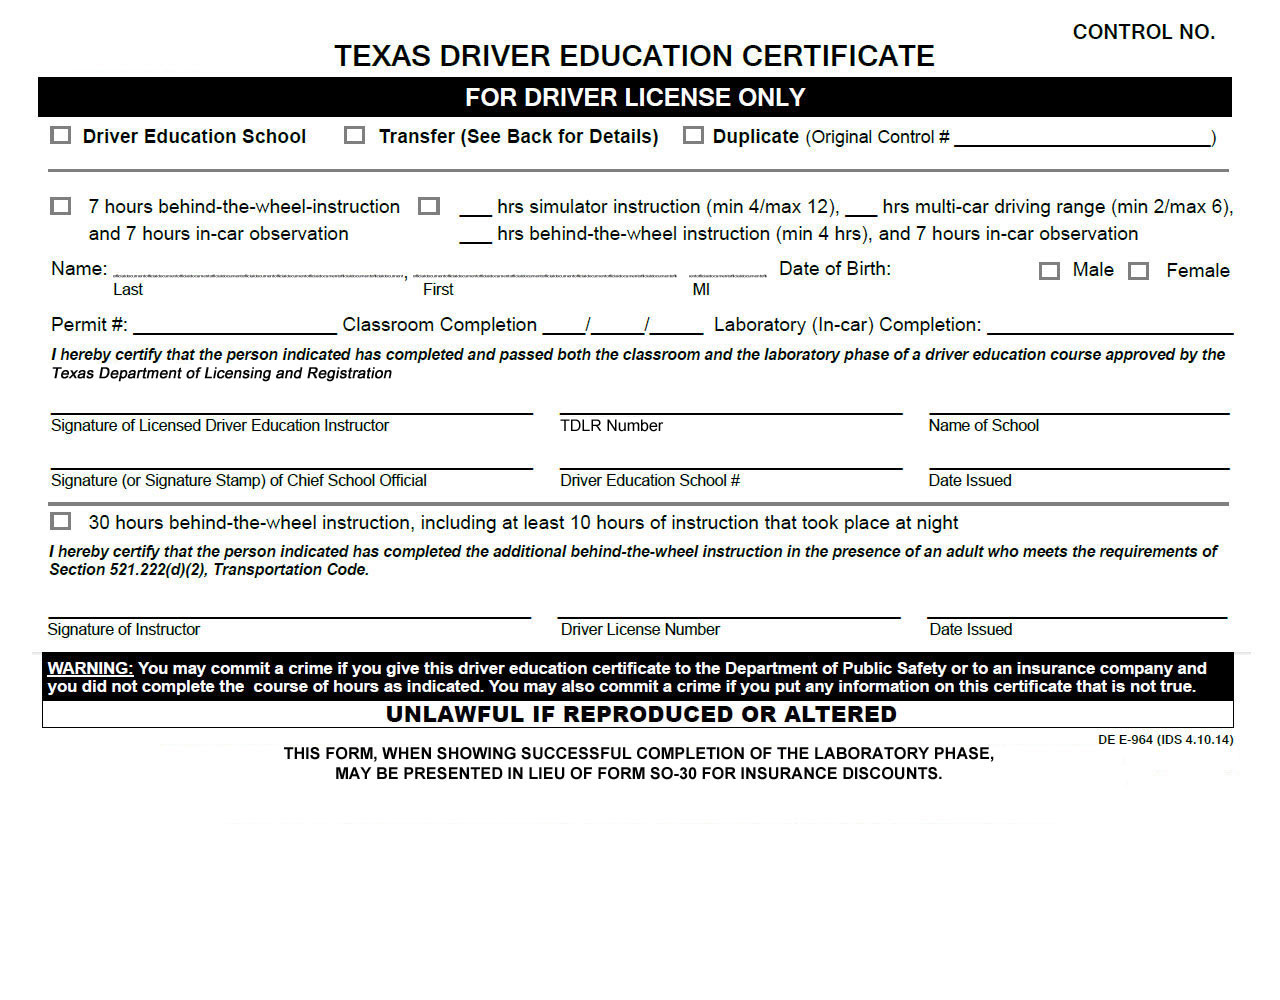 CONTROL NO.
TEXAS DRIVER EDUCATION CERTIFICATE
FOR DRIVER LICENSE ONLY
Driver Education School Transfer (See Back for Details) Duplicate (Original Control # ____________________)
7 hours behind-the-wheel-instruction ___ hrs simulator instruction (min 4/max 12), ___ hrs multi-car driving range (min 2/max 6),
and 7 hours in-car observation ___ hrs behind-the-wheel instruction (min 4 hrs), and 7 hours in-car observation
Name: ____________________, ____________________ ______ Date of Birth: Male Female
Last First MI
Permit #: ____________________ Classroom Completion ____/_____/_____ Laboratory (In-car) Completion: ____________________
I hereby certify that the person indicated has completed and passed both the classroom and the laboratory phase of a driver education course approved by the
Texas Department of Licensing and Registration
Signature of Licensed Driver Education Instructor TDLR Number Name of School
Signature (or Signature Stamp) of Chief School Official Driver Education School # Date Issued
30 hours behind-the-wheel instruction, including at least 10 hours of instruction that took place at night
I hereby certify that the person indicated has completed the additional behind-the-wheel instruction in the presence of an adult who meets the requirements of
Section 521.222(d)(2), Transportation Code.
Signature of Instructor Driver License Number Date Issued
WARNING: You may commit a crime if you give this driver education certificate to the Department of Public Safety or to an insurance company and
you did not complete the course of hours as indicated. You may also commit a crime if you put any information on this certificate that is not true.
UNLAWFUL IF REPRODUCED OR ALTERED
DE E-964 (IDS 4.10.14)
THIS FORM, WHEN SHOWING SUCCESSFUL COMPLETION OF THE LABORATORY PHASE,
MAY BE PRESENTED IN LIEU OF FORM SO-30 FOR INSURANCE DISCOUNTS.